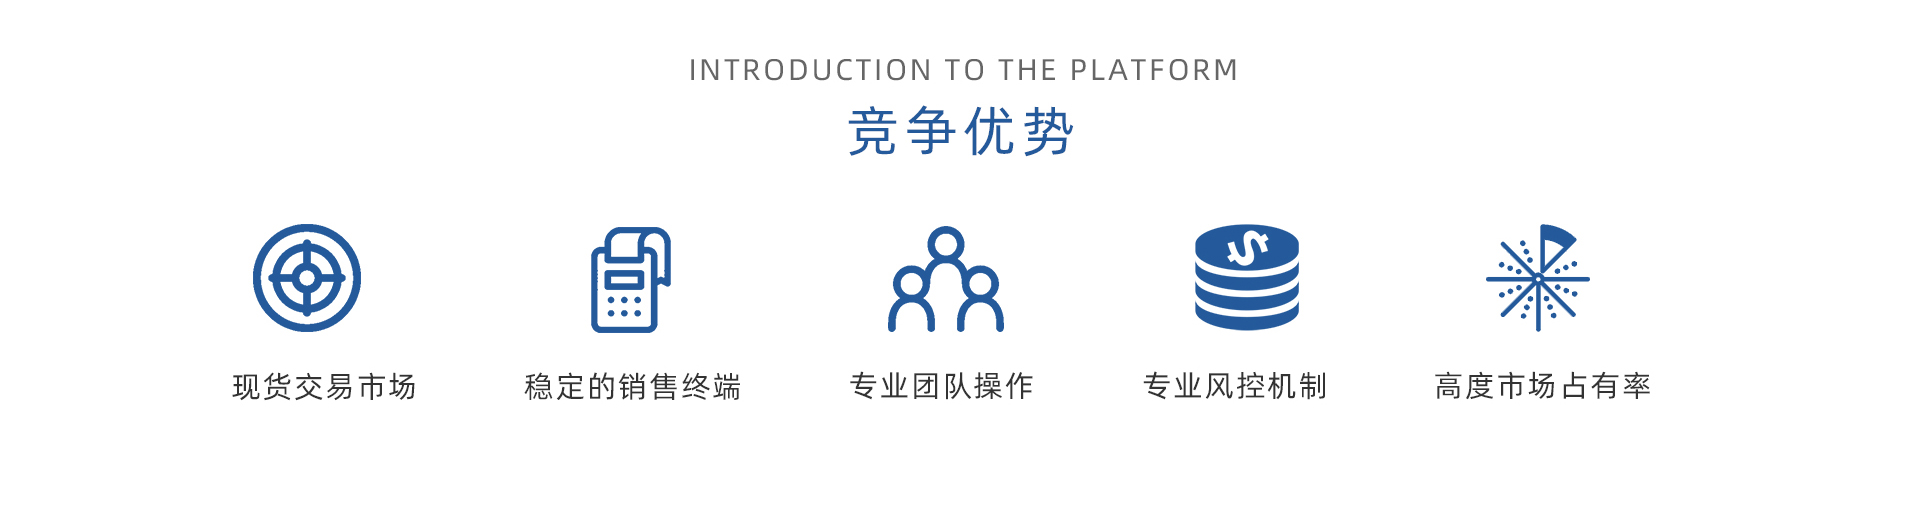 INTRODUCTION TO THE PLATFORM
竞争优势
现货交易市场
稳定的销售终端
专业团队操作
专业风控机制
高度市场占有率